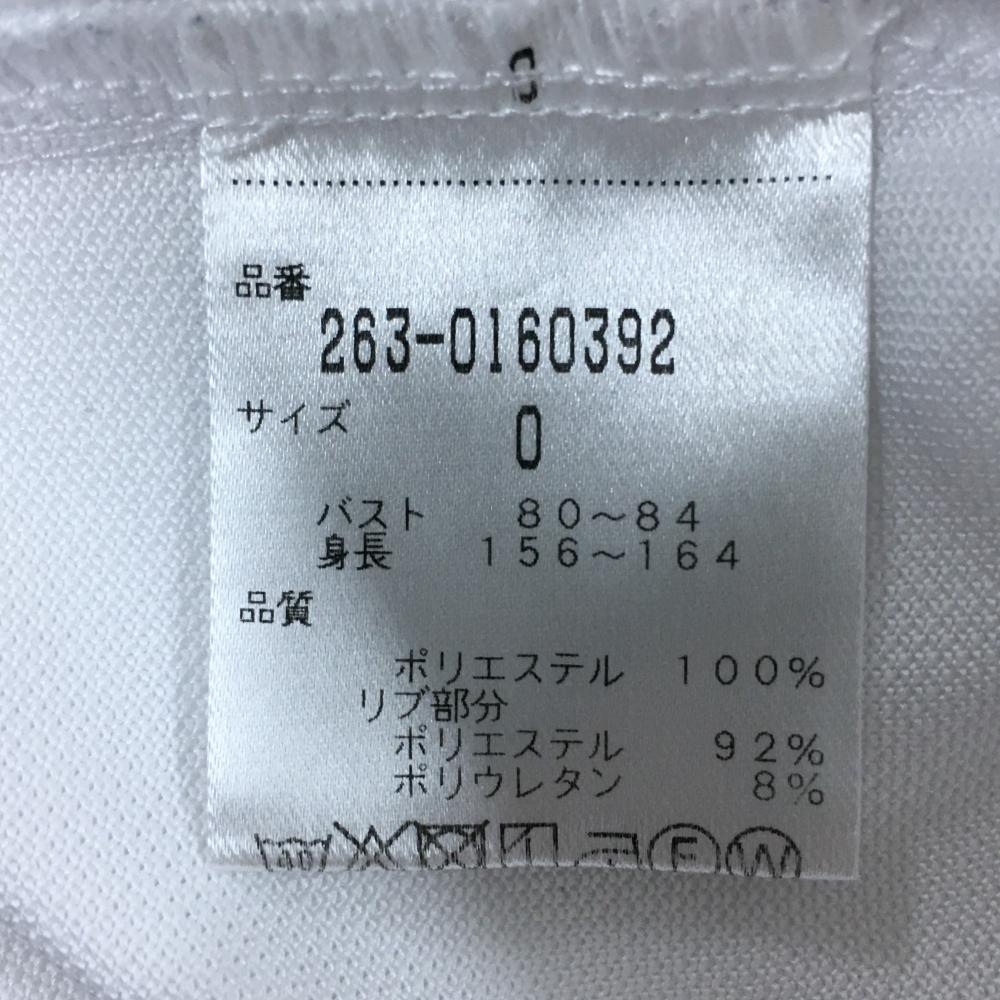 品番
263-0160392
サイズ
0
バスト 80～84
身長 156～164
品質
ポリエステル 100%
リブ部分
ポリエステル 92%
ポリウレタン 8%
40 F W